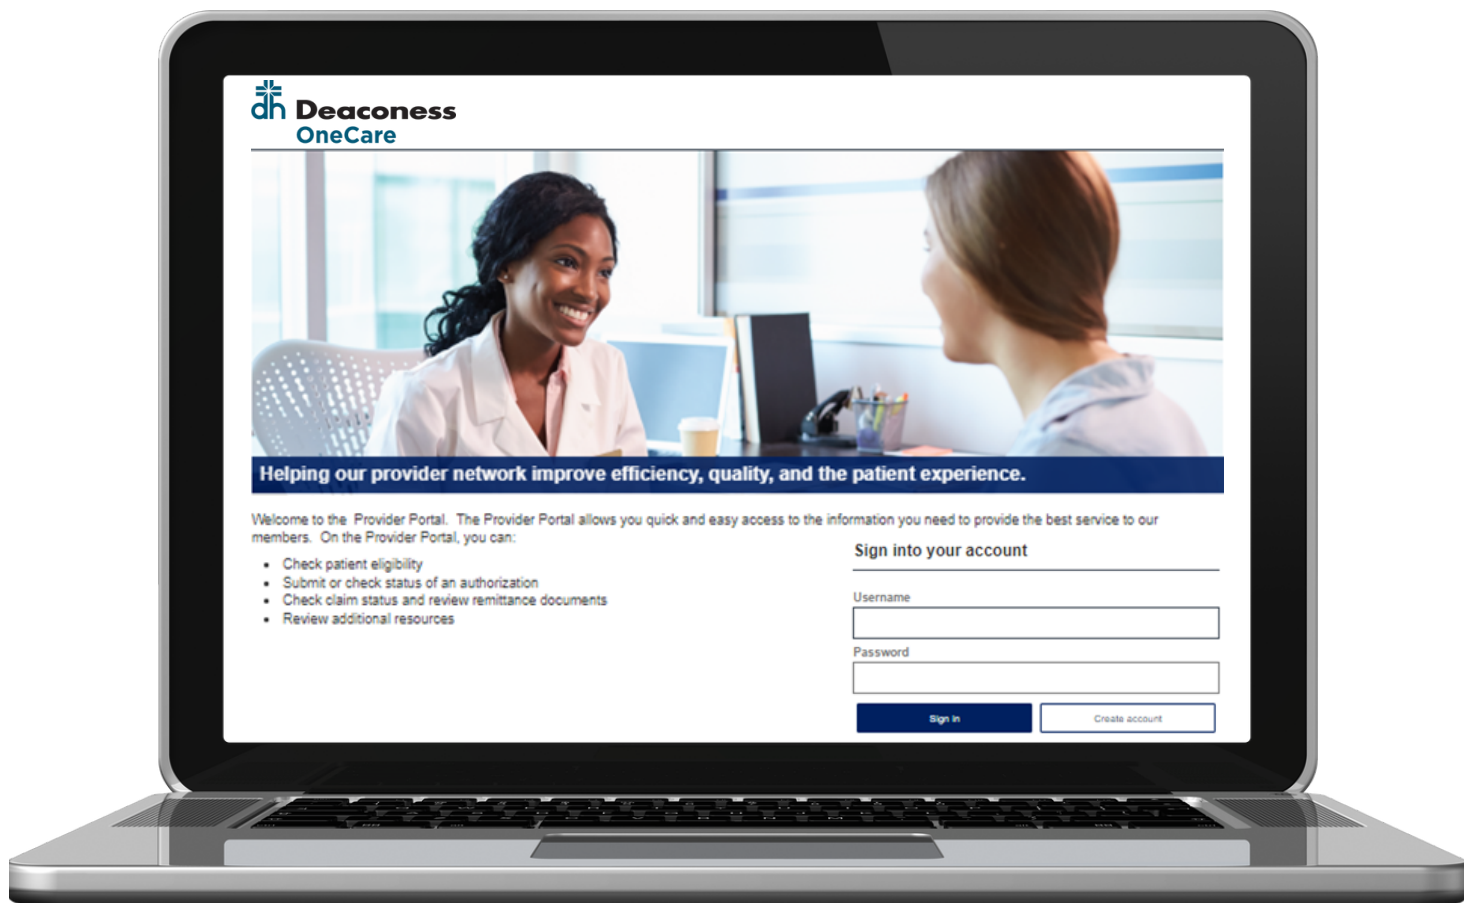 dh Deaconess
OneCare
Helping our provider network improve efficiency, quality, and the patient experience.
Welcome to the  Provider Portal.  The Provider Portal allows you quick and easy access to the information you need to provide the best service to our
members.  On the Provider Portal, you can:
• Check patient eligibility
• Submit or check status of an authorization
• Check claim status and review remittance documents
• Review additional resources
Sign into your account
Username
Password
Sign in
Create account